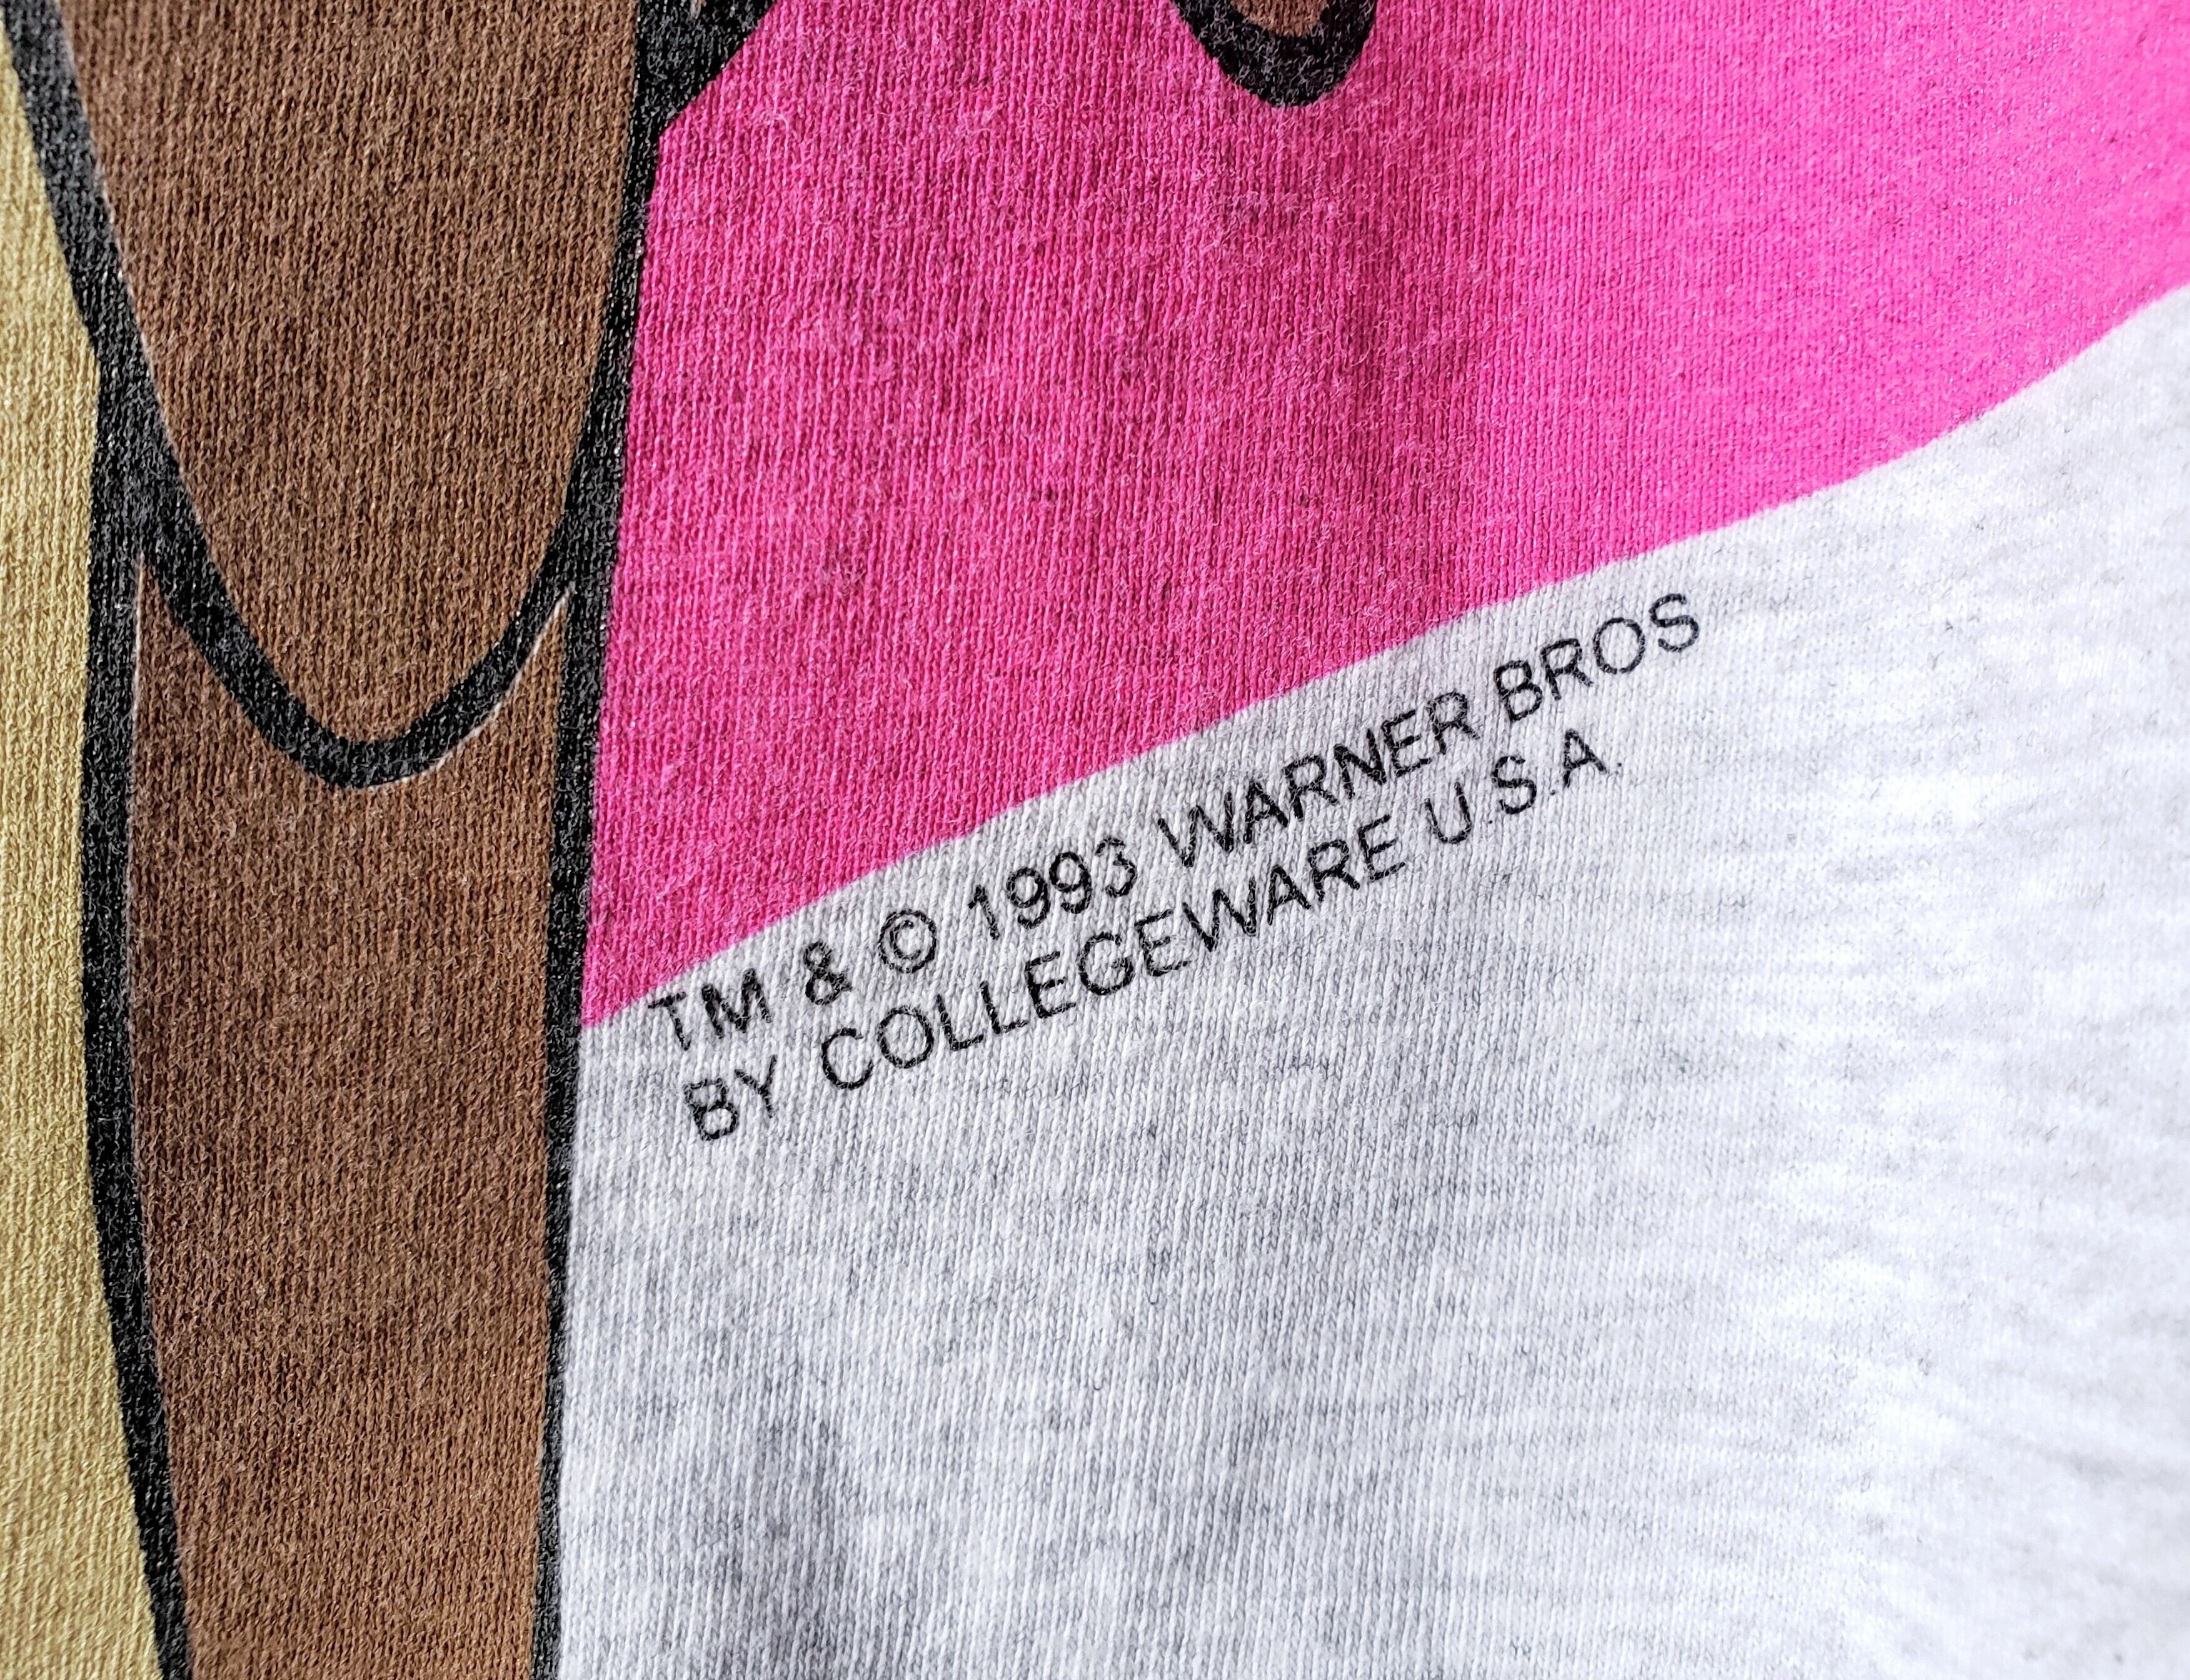 TM & © 1993 WARNER BROS
BY COLLEGEWARE U.S.A.